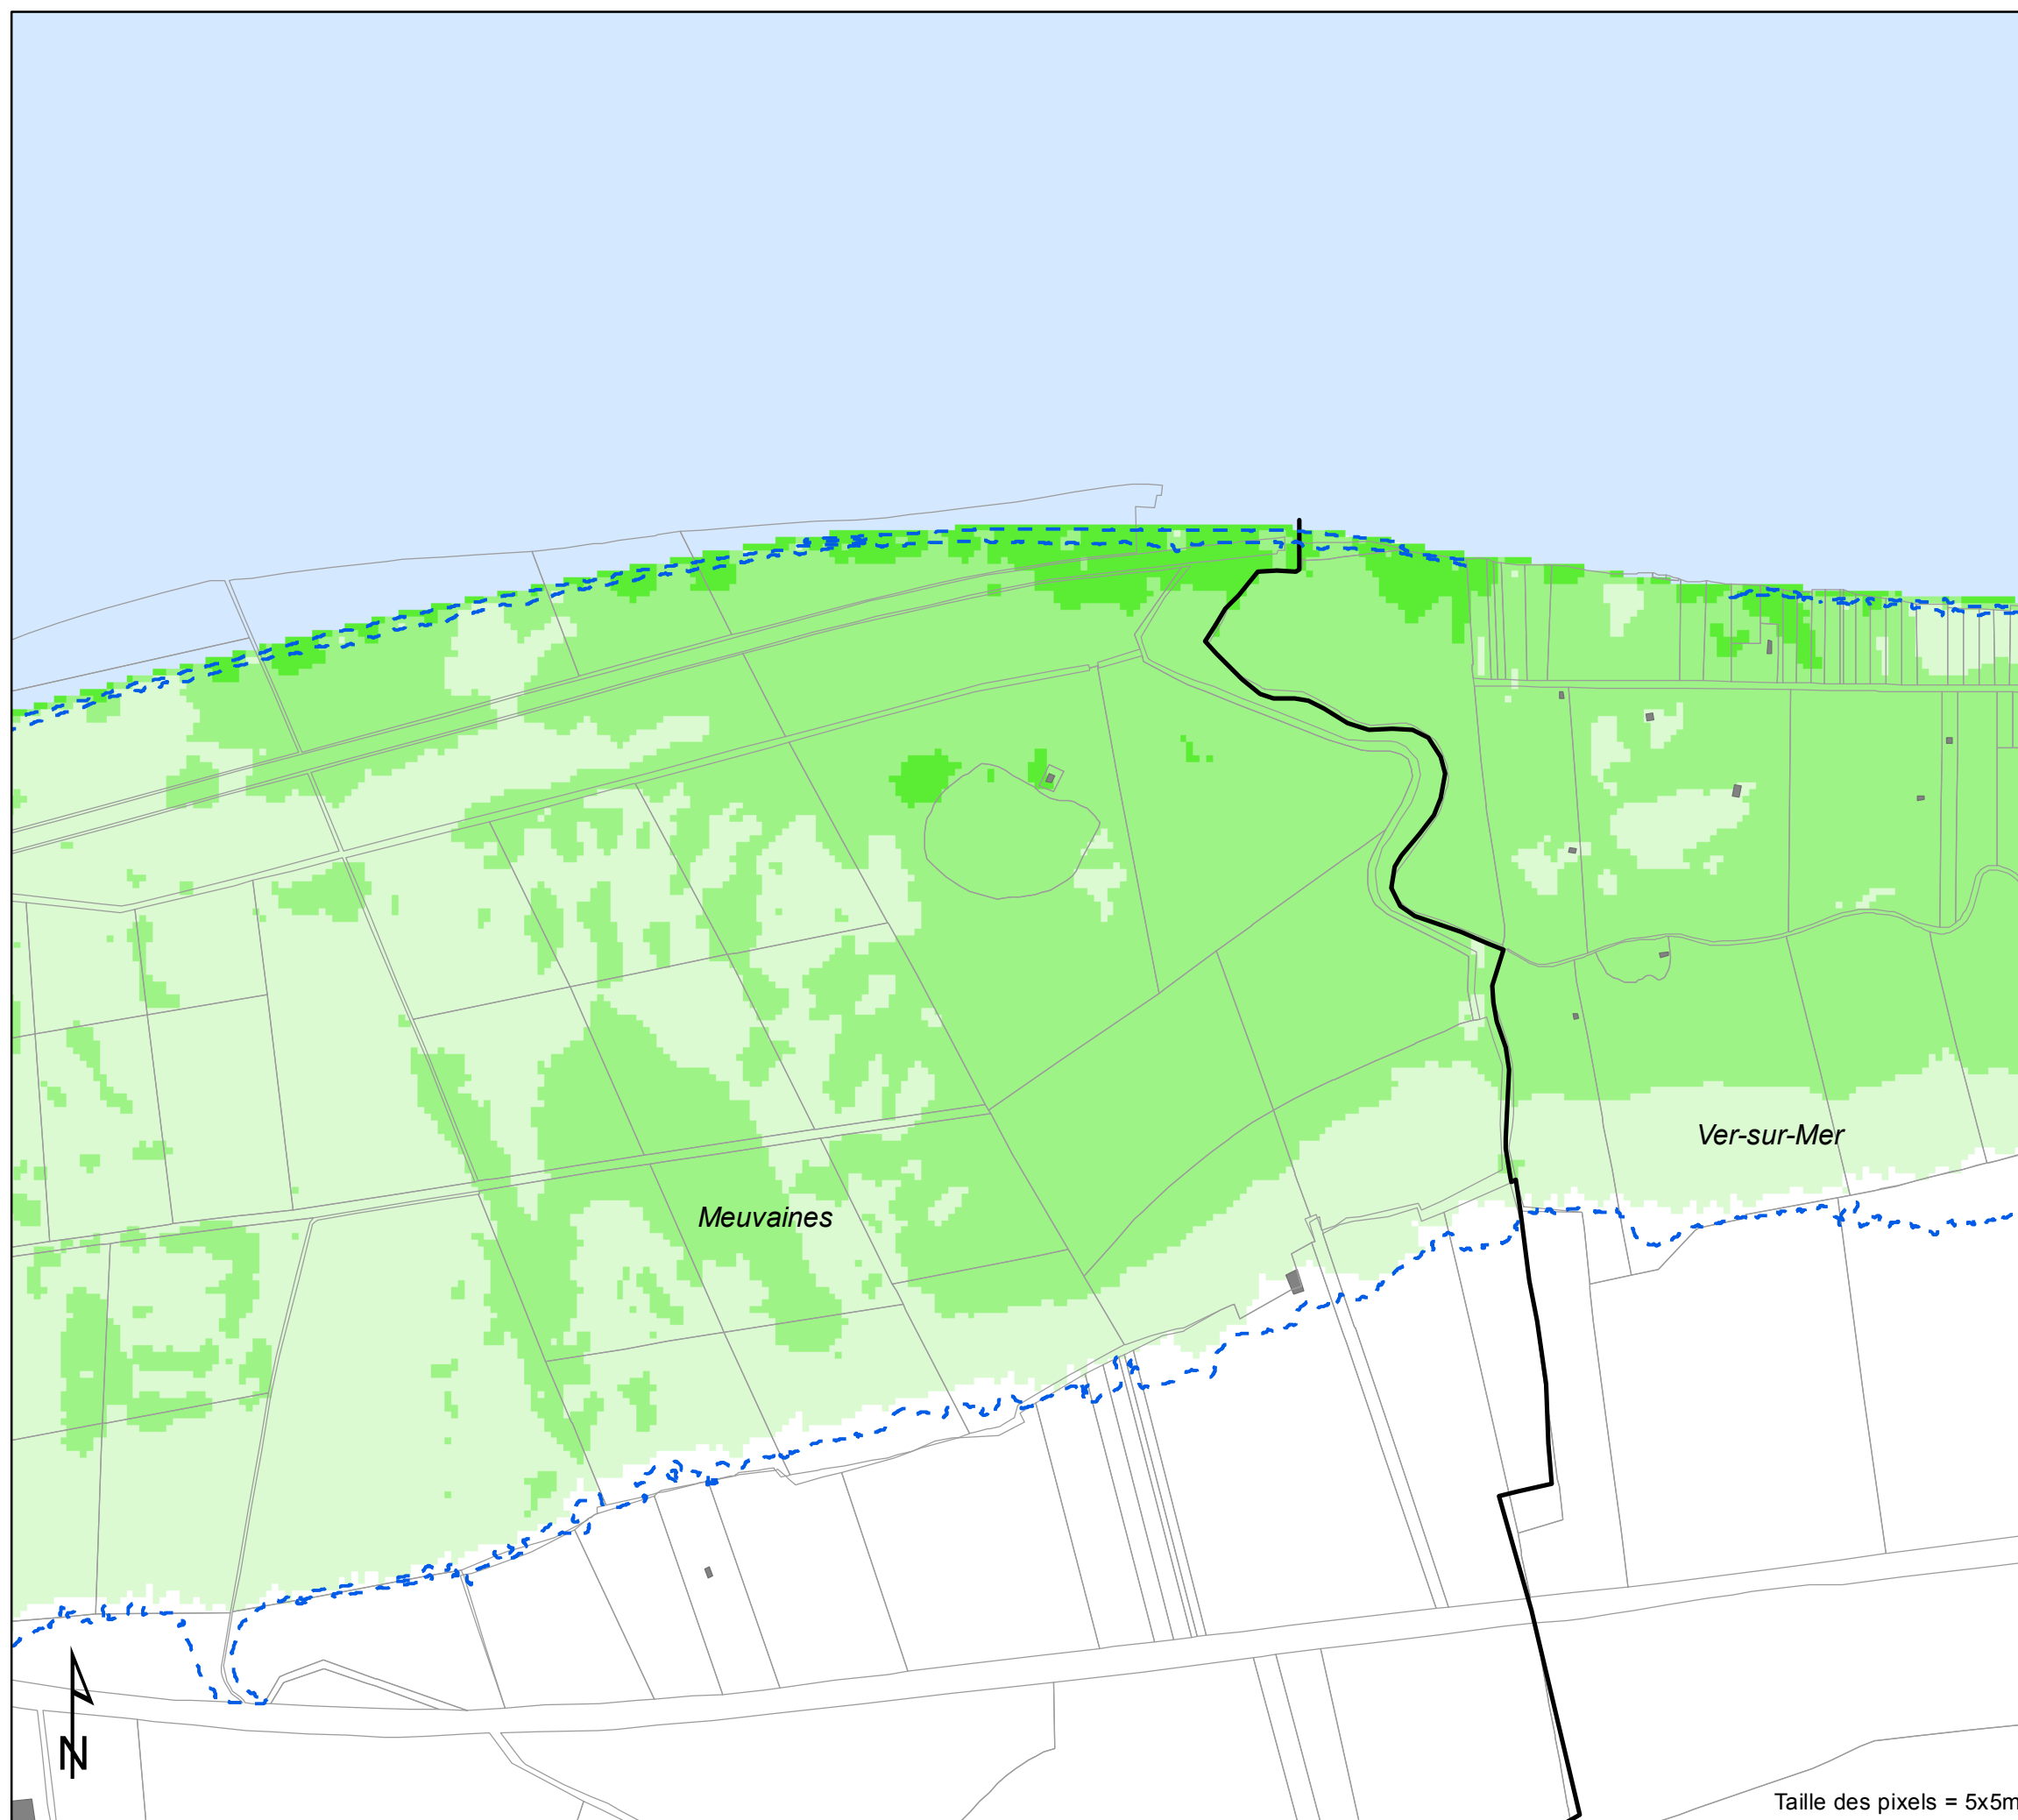 Ver-sur-Mer
Meuvaines
N
Taille des pixels = 5x5m